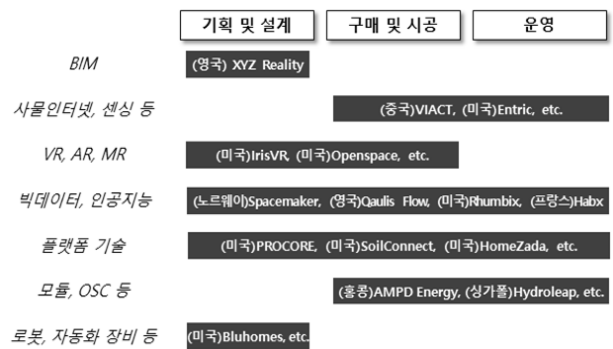 기획 및 설계 구매 및 시공 운영
BIM (영국) XYZ Reality
사물인터넷, 센싱 등 (중국)VIACT, (미국)Entric, etc.
VR, AR, MR (미국)IrisVR, (미국)Openspace, etc.
빅데이터, 인공지능 (노르웨이)Spacemaker, (영국)Qaulis Flow, (미국)Rhumbix, (프랑스)Habx
플랫폼 기술 (미국)PROCORE, (미국)SoilConnect, (미국)HomeZada, etc.
모듈, OSC 등 (홍콩)AMPD Energy, (싱가폴)Hydroleap, etc.
로봇, 자동화 장비 등 (미국)Bluhomes, etc.